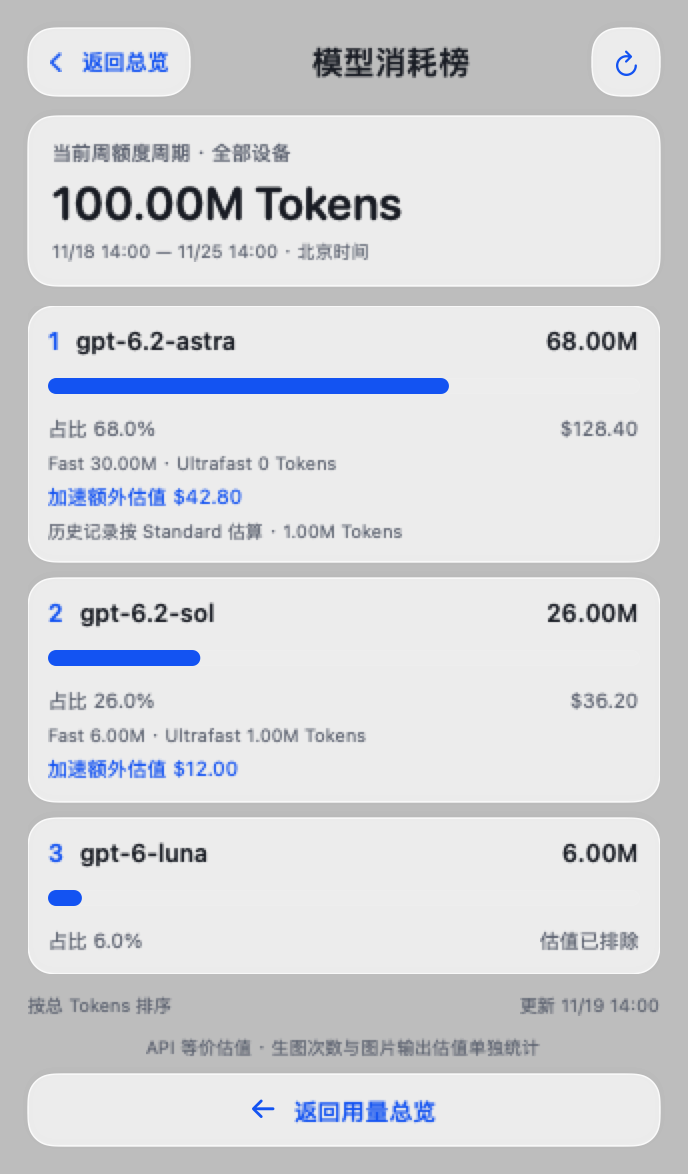 返回总览
模型消耗榜
当前周额度周期 · 全部设备
100.00M Tokens
11/18 14:00 — 11/25 14:00 · 北京时间
1 gpt-6.2-astra 68.00M
占比 68.0% $128.40
Fast 30.00M · Ultrafast 0 Tokens
加速额外估值 $42.80
历史记录按 Standard 估算 · 1.00M Tokens
2 gpt-6.2-sol 26.00M
占比 26.0% $36.20
Fast 6.00M · Ultrafast 1.00M Tokens
加速额外估值 $12.00
3 gpt-6-luna 6.00M
占比 6.0% 估值已排除
按总 Tokens 排序 更新 11/19 14:00
API 等价估值 · 生图次数与图片输出估值单独统计
返回用量总览